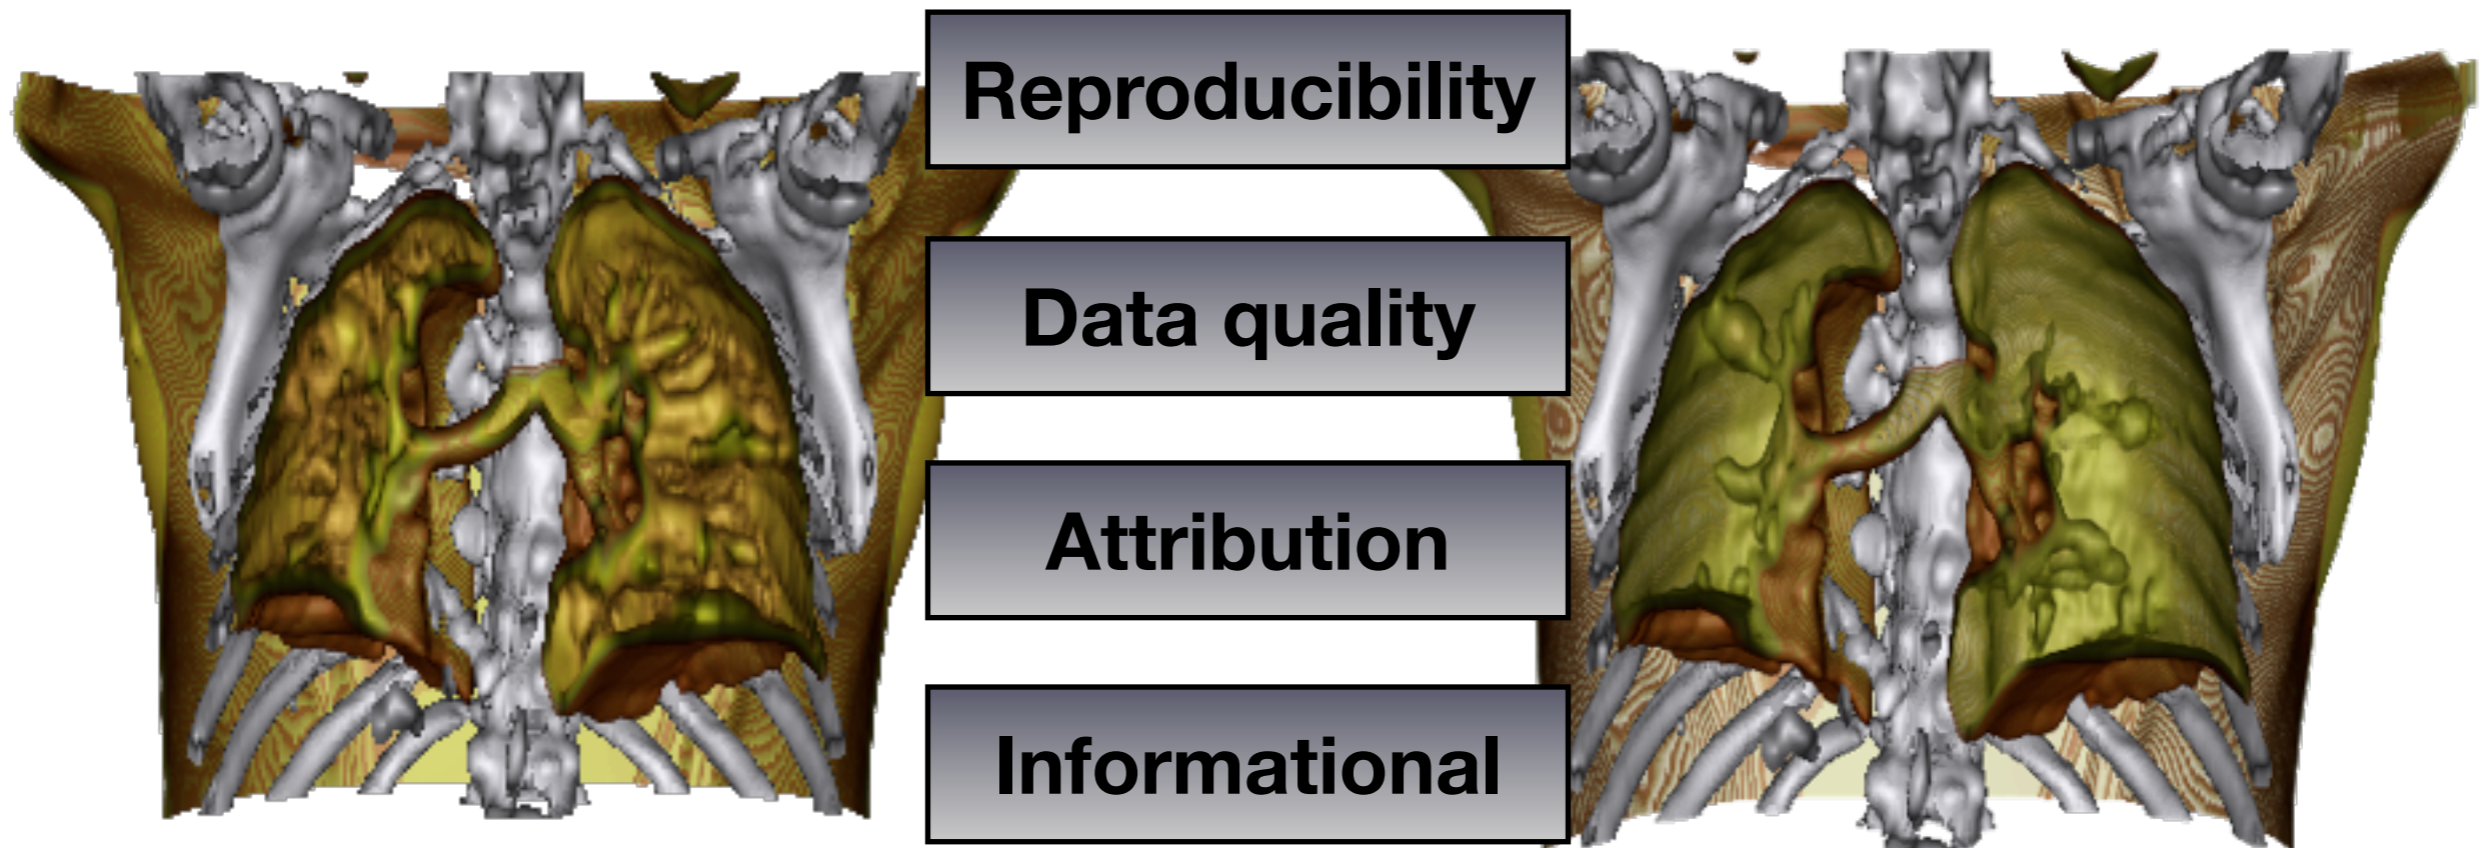 Reproducibility
Data quality
Attribution
Informational